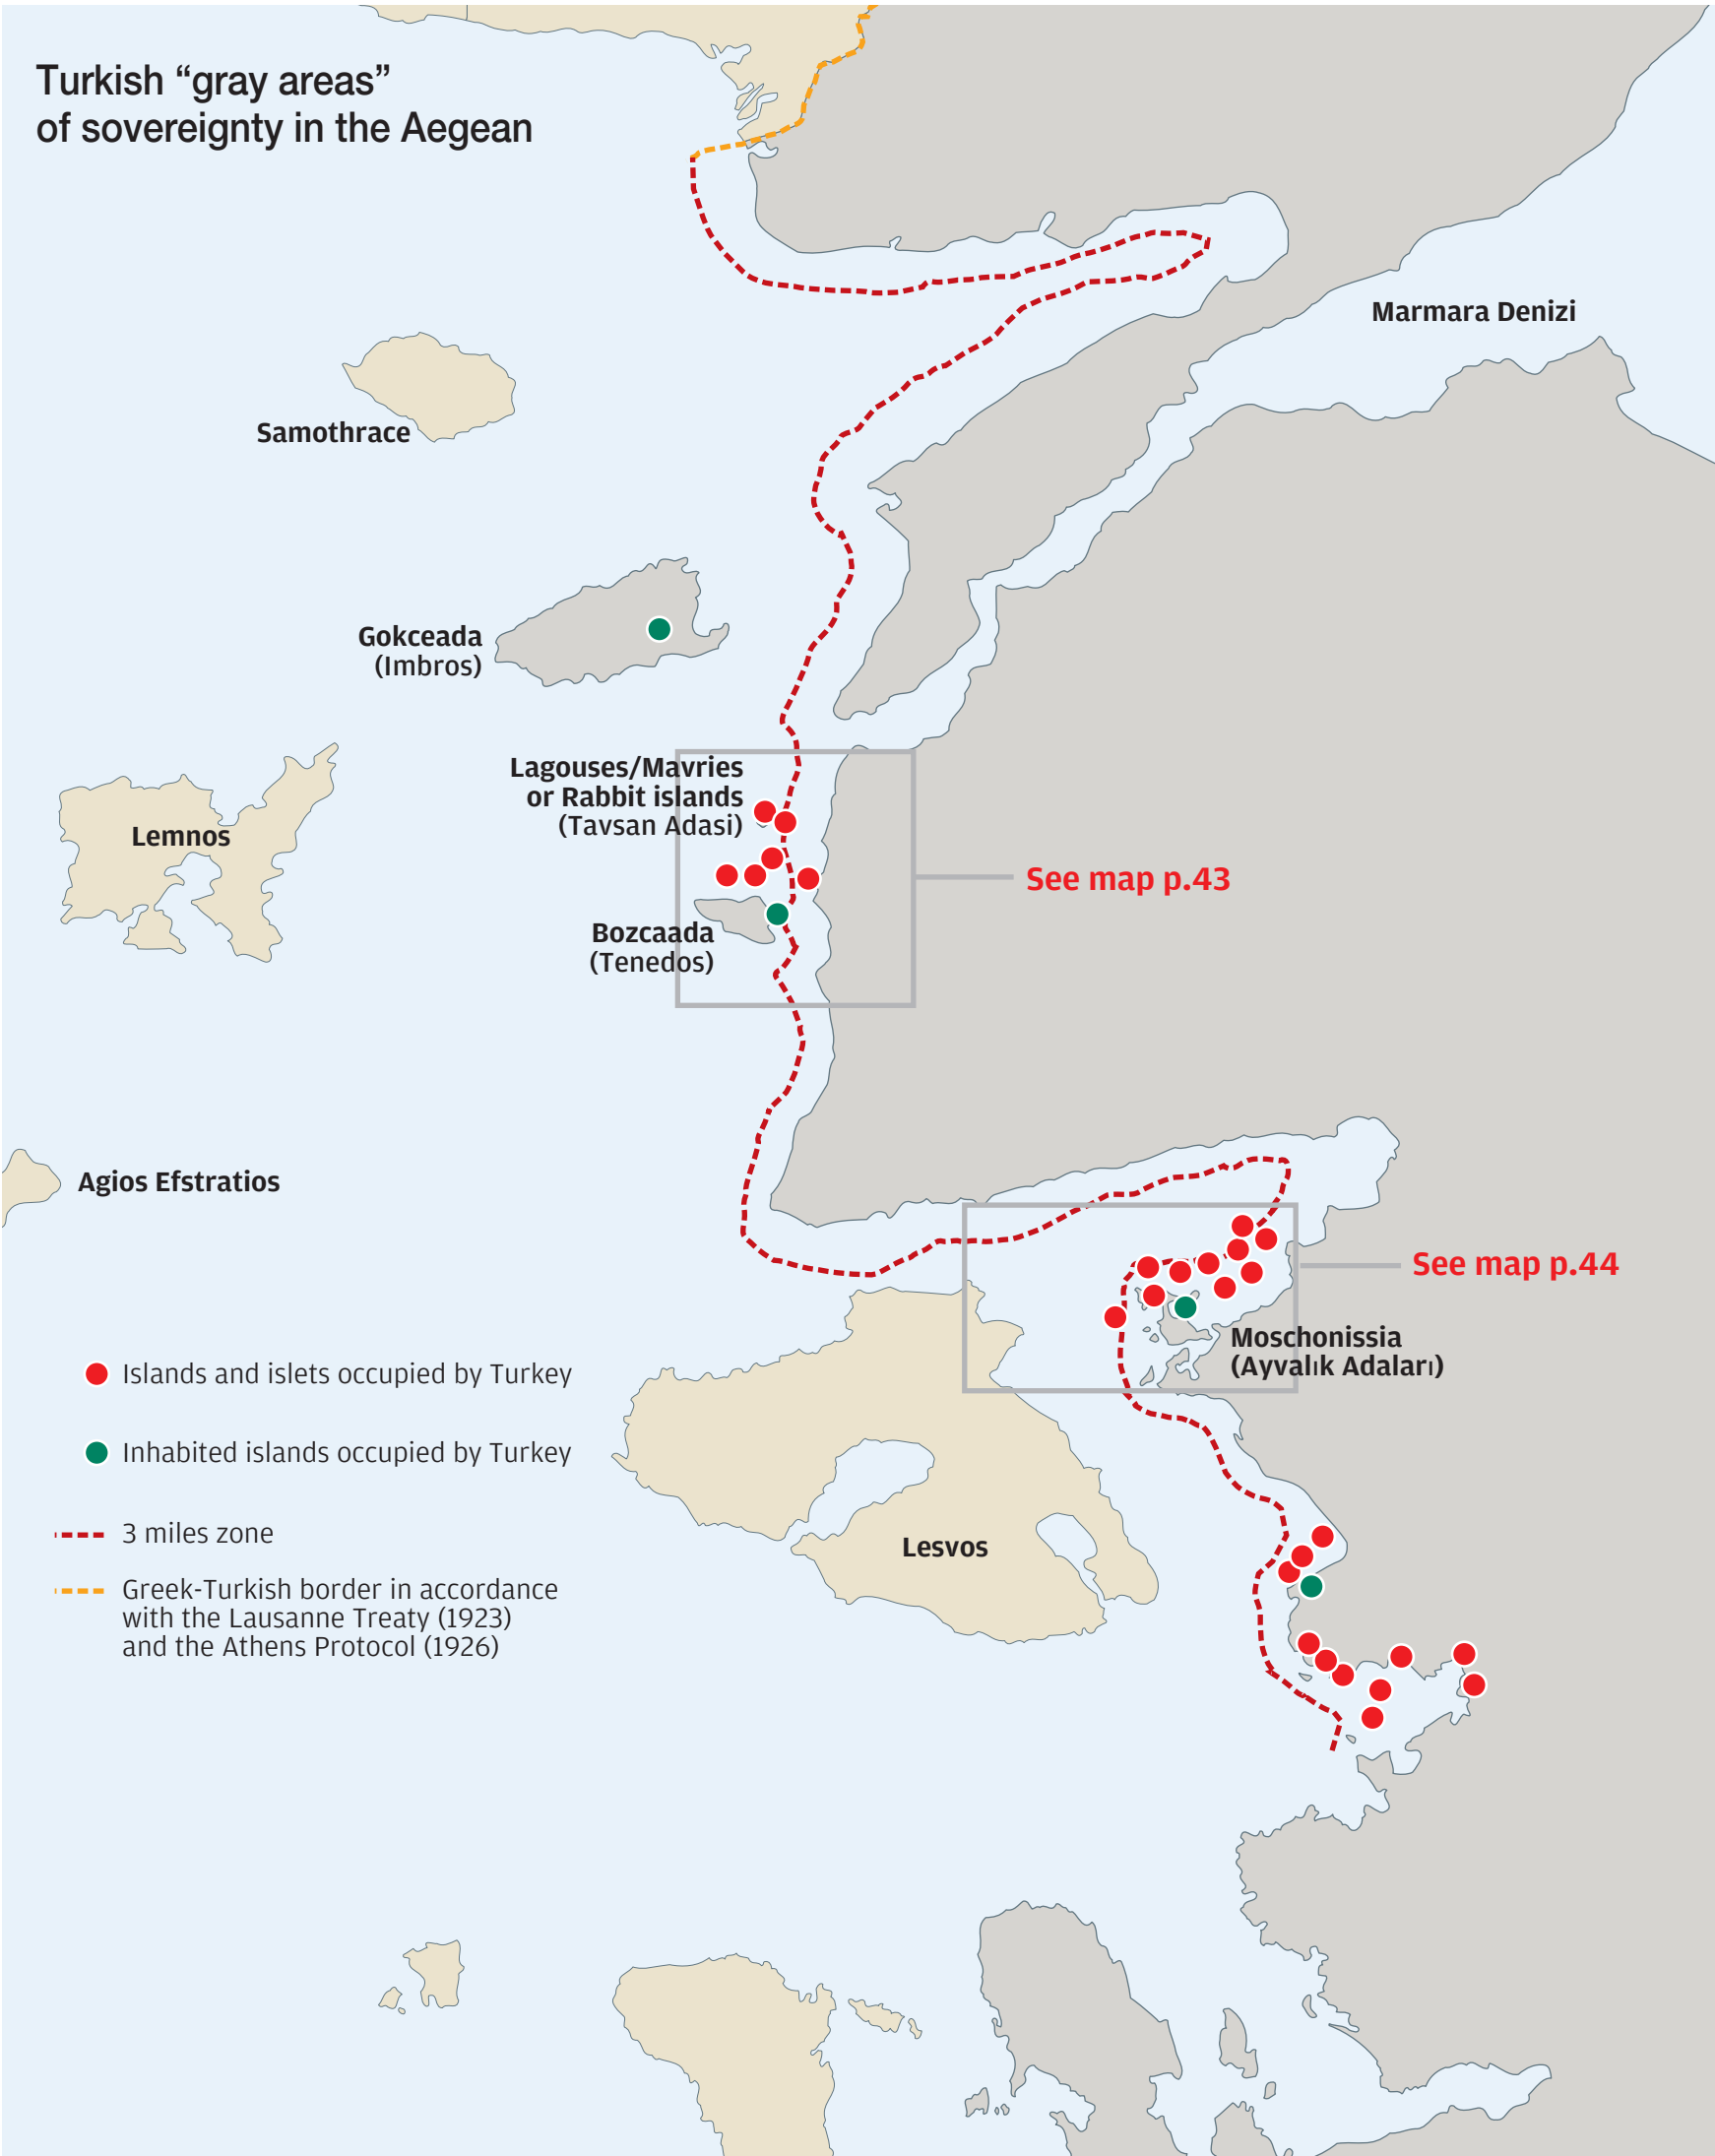 Turkish “gray areas”
of sovereignty in the Aegean
Marmara Denizi
Samothrace
Gokceada
(Imbros)
Lagouses/Mavries
or Rabbit islands
(Tavsan Adasi)
Lemnos
See map p.43
Bozcaada
(Tenedos)
Agios Efstratios
See map p.44
Moschonissia
(Ayvalık Adaları)
Islands and islets occupied by Turkey
Inhabited islands occupied by Turkey
3 miles zone
Lesvos
Greek-Turkish border in accordance
with the Lausanne Treaty (1923)
and the Athens Protocol (1926)